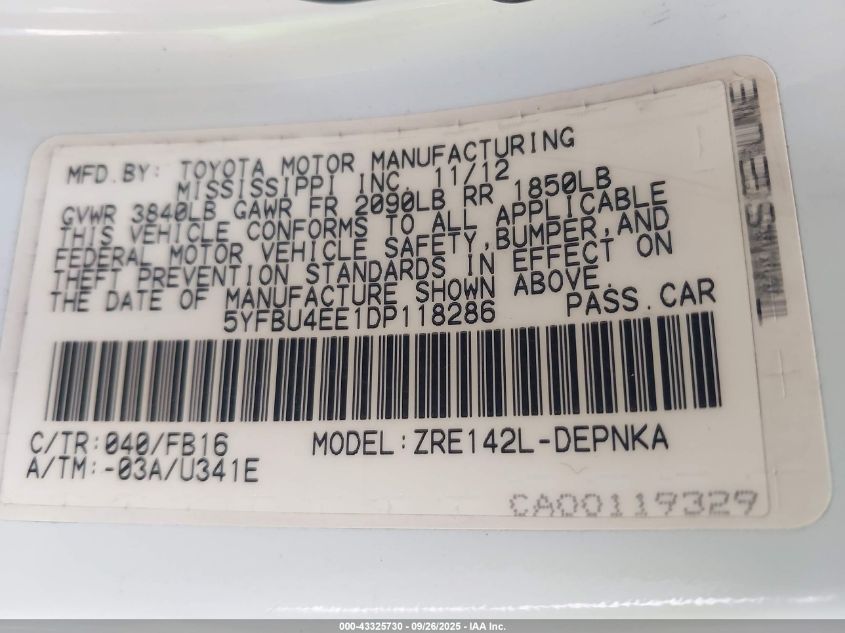 MFD.BY: TOYOTA MOTOR MANUFACTURING
MISSISSIPPI INC. 11/12
GVWR 3840LB GAWR FR 2090LB RR 1850LB
THIS VEHICLE CONFORMS TO ALL APPLICABLE
FEDERAL MOTOR VEHICLE SAFETY,BUMPER,AND
THEFT PREVENTION STANDARDS IN EFFECT ON
THE DATE OF MANUFACTURE SHOWN ABOVE.
5YFBU4EE1DP118286 PASS.CAR
C/TR:040/FB16 MODEL:ZRE142L-DEPNKA
A/TM:-03A/U341E
CA00119329
000-43325730 - 09/26/2025 - IAA Inc.